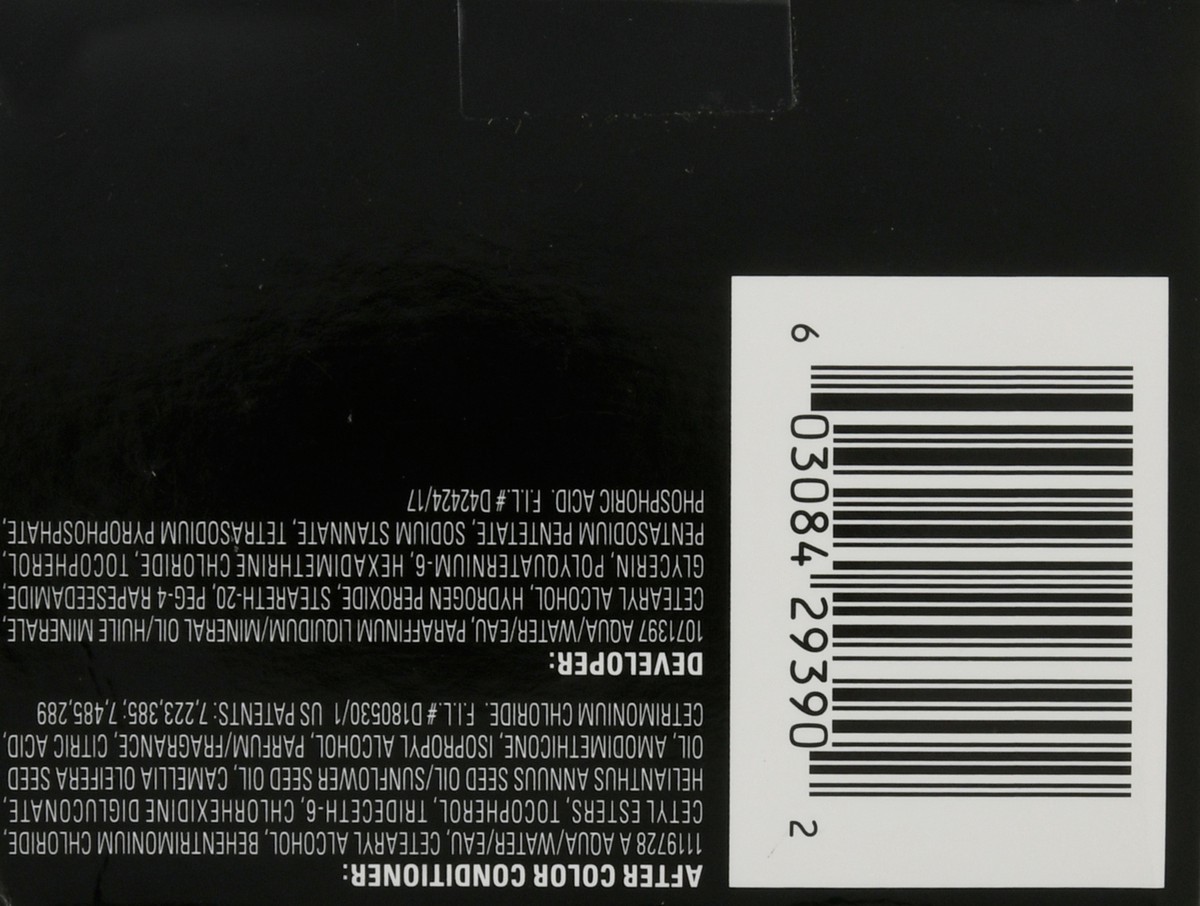 AFTER COLOR CONDITIONER:
1119728 A AQUA/WATER/EAU, CETEARYL ALCOHOL, BEHENTRIMONIUM CHLORIDE,
CETYL ESTERS, TOCOPHEROL, TRIDECETH-6, CHLORHEXIDINE DIGLUCONATE,
HELIANTHUS ANNUUS SEED OIL/SUNFLOWER SEED OIL, CAMELLIA OLEIFERA SEED
OIL, AMODIMETHICONE, ISOPROPYL ALCOHOL, PARFUM/FRAGRANCE, CITRIC ACID,
CETRIMONIUM CHLORIDE. F.I.L.# D180530/1 US PATENTS: 7,223,385; 7,485,289
DEVELOPER:
1071397 AQUA/WATER/EAU, PARAFFINUM LIQUIDUM/MINERAL OIL/HUILE MINERALE,
CETEARYL ALCOHOL, HYDROGEN PEROXIDE, STEARETH-20, PEG-4 RAPESEEDAMIDE,
GLYCERIN, POLYQUATERNIUM-6, HEXADIMETHRINE CHLORIDE, TOCOPHEROL,
PENTASODIUM PENTETATE, SODIUM STANNATE, TETRASODIUM PYROPHOSPHATE,
PHOSPHORIC ACID. F.I.L.# D42424/17
6 03084 29390 2